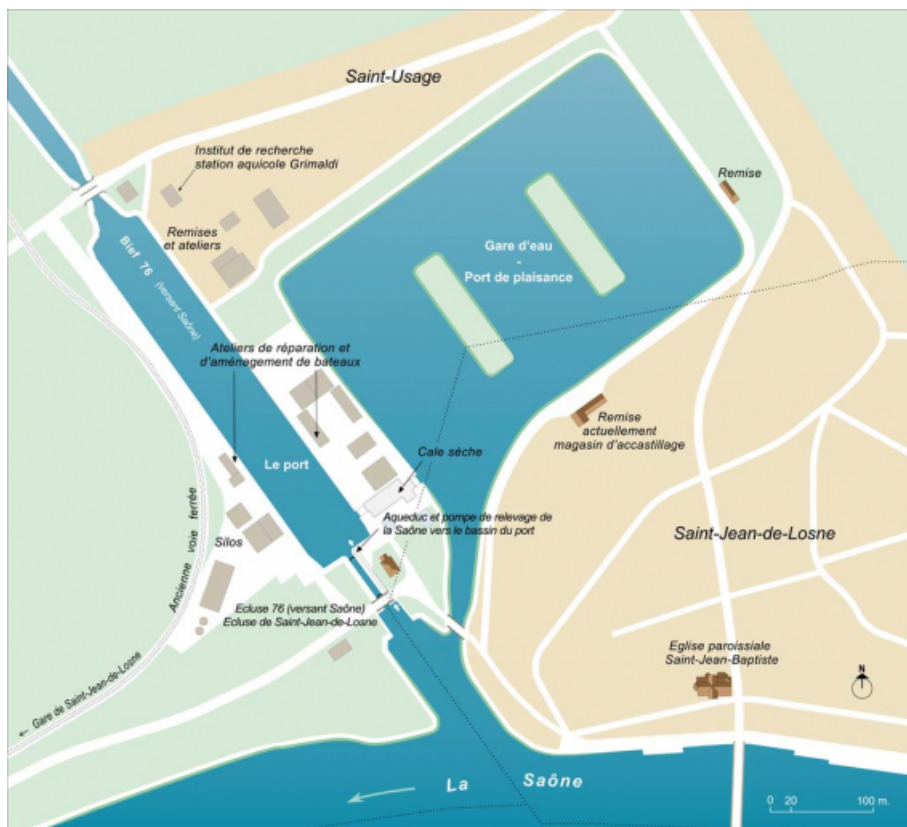 Saint-Usage
Institut de recherche
station aquicole Grimaldi
Remise
Remises
et ateliers
Bief 76 (versant Saône)
Gare d'eau
-
Port de plaisance
Ateliers de réparation et
d'aménagement de bateaux
Remise
actuellement
magasin d'accastillage
Cale sèche
Le port
Aqueduc et pompe de relevage de
la Saône vers le bassin du port
Saint-Jean-de-Losne
Silos
Ancienne voie ferrée
Ecluse 76 (versant Saône)
Ecluse de Saint-Jean-de-Losne
Eglise paroissiale
Saint-Jean-Baptiste
N
← Gare de Saint-Jean-de-Losne
La Saône
0 20 100 m.